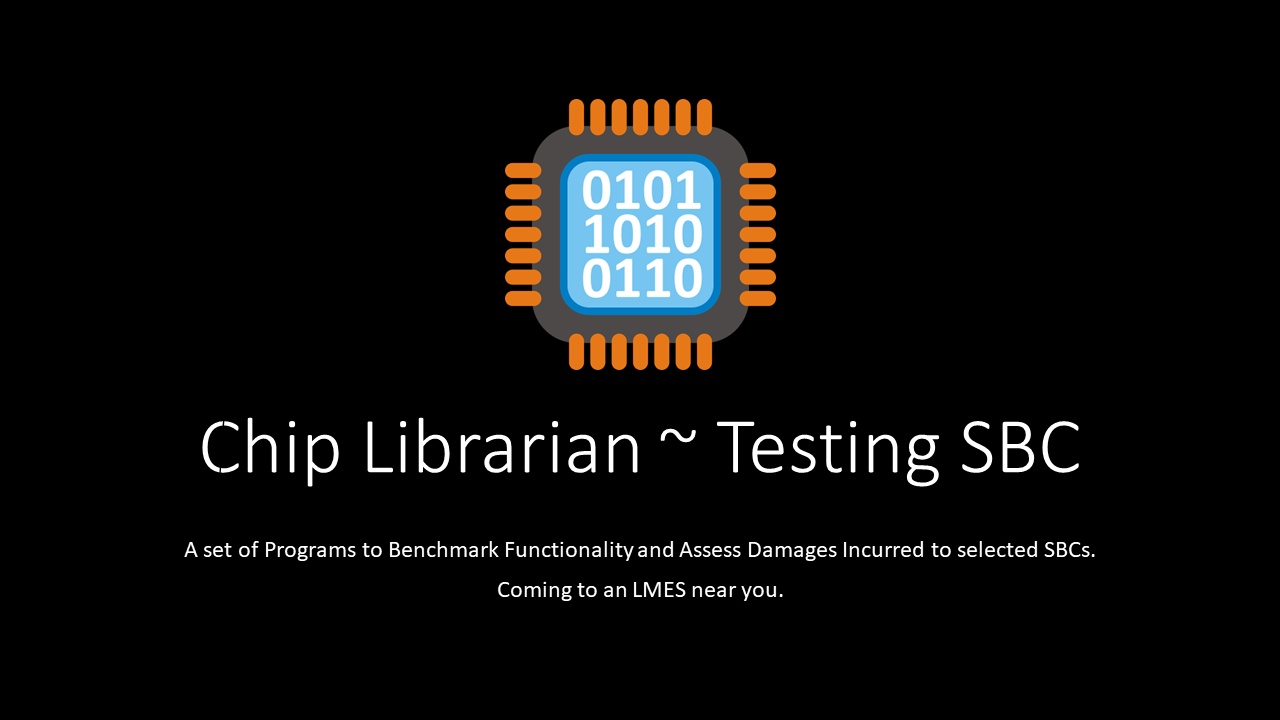 0101
1010
0110
Chip Librarian ~ Testing SBC
A set of Programs to Benchmark Functionality and Assess Damages Incurred to selected SBCs.
Coming to an LMES near you.